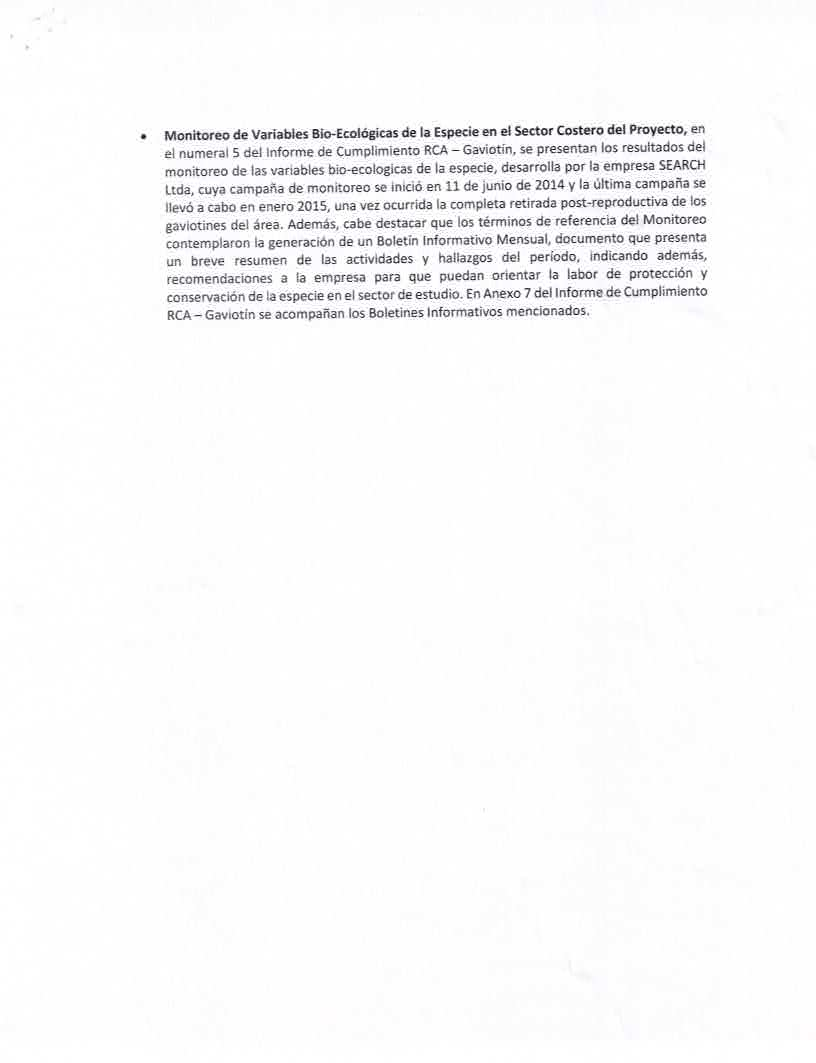 • Monitoreo de Variables Bio-Ecológicas de la Especie en el Sector Costero del Proyecto, en
el numeral 5 del Informe de Cumplimiento RCA – Gaviotín, se presentan los resultados del
monitoreo de las variables bio-ecologicas de la especie, desarrolla por la empresa SEARCH
Ltda, cuya campaña de monitoreo se inició en 11 de junio de 2014 y la última campaña se
llevó a cabo en enero 2015, una vez ocurrida la completa retirada post-reproductiva de los
gaviotines del área. Además, cabe destacar que los términos de referencia del Monitoreo
contemplaron la generación de un Boletín Informativo Mensual, documento que presenta
un breve resumen de las actividades y hallazgos del período, indicando además,
recomendaciones a la empresa para que puedan orientar la labor de protección y
conservación de la especie en el sector de estudio. En Anexo 7 del Informe de Cumplimiento
RCA – Gaviotín se acompañan los Boletines Informativos mencionados.